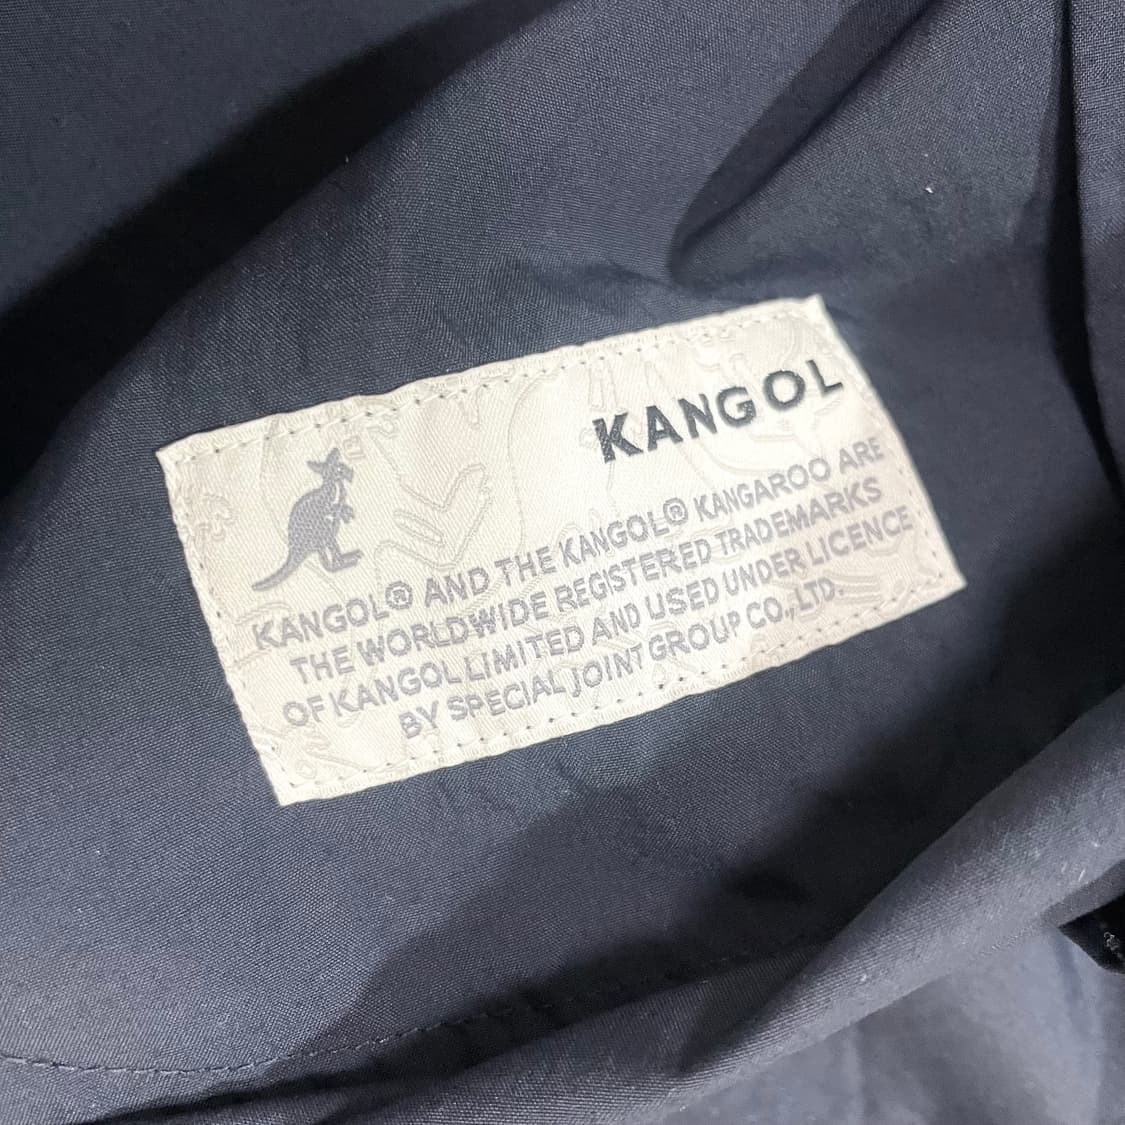 KANGOL
KANGOL® AND THE KANGOL® KANGAROO ARE
THE WORLDWIDE REGISTERED TRADEMARKS
OF KANGOL LIMITED AND USED UNDER LICENCE
BY SPECIAL JOINT GROUP CO.,LTD.